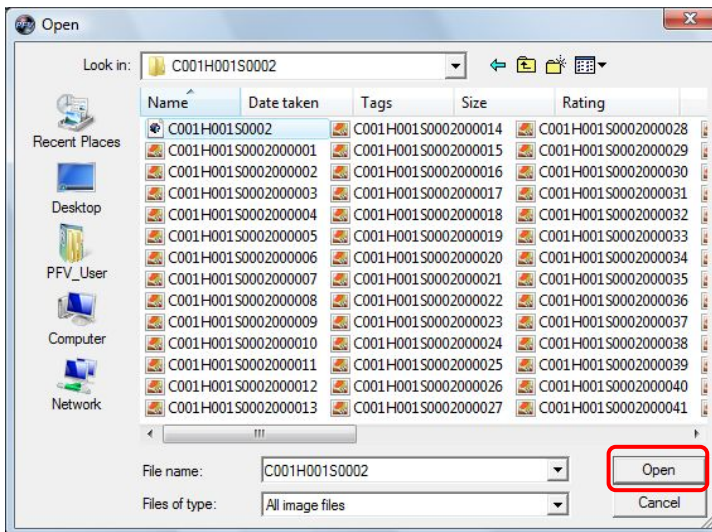 PFV Open
Look in: C001H001S0002
Name Date taken Tags Size Rating
C001H001S0002 C001H001S0002000014 C001H001S0002000028
C001H001S0002000001 C001H001S0002000015 C001H001S0002000029
C001H001S0002000002 C001H001S0002000016 C001H001S0002000030
C001H001S0002000003 C001H001S0002000017 C001H001S0002000031
C001H001S0002000004 C001H001S0002000018 C001H001S0002000032
C001H001S0002000005 C001H001S0002000019 C001H001S0002000033
C001H001S0002000006 C001H001S0002000020 C001H001S0002000034
C001H001S0002000007 C001H001S0002000021 C001H001S0002000035
C001H001S0002000008 C001H001S0002000022 C001H001S0002000036
C001H001S0002000009 C001H001S0002000023 C001H001S0002000037
C001H001S0002000010 C001H001S0002000024 C001H001S0002000038
C001H001S0002000011 C001H001S0002000025 C001H001S0002000039
C001H001S0002000012 C001H001S0002000026 C001H001S0002000040
C001H001S0002000013 C001H001S0002000027 C001H001S0002000041
Recent Places
Desktop
PFV_User
Computer
Network
File name: C001H001S0002 Open
Files of type: All image files Cancel